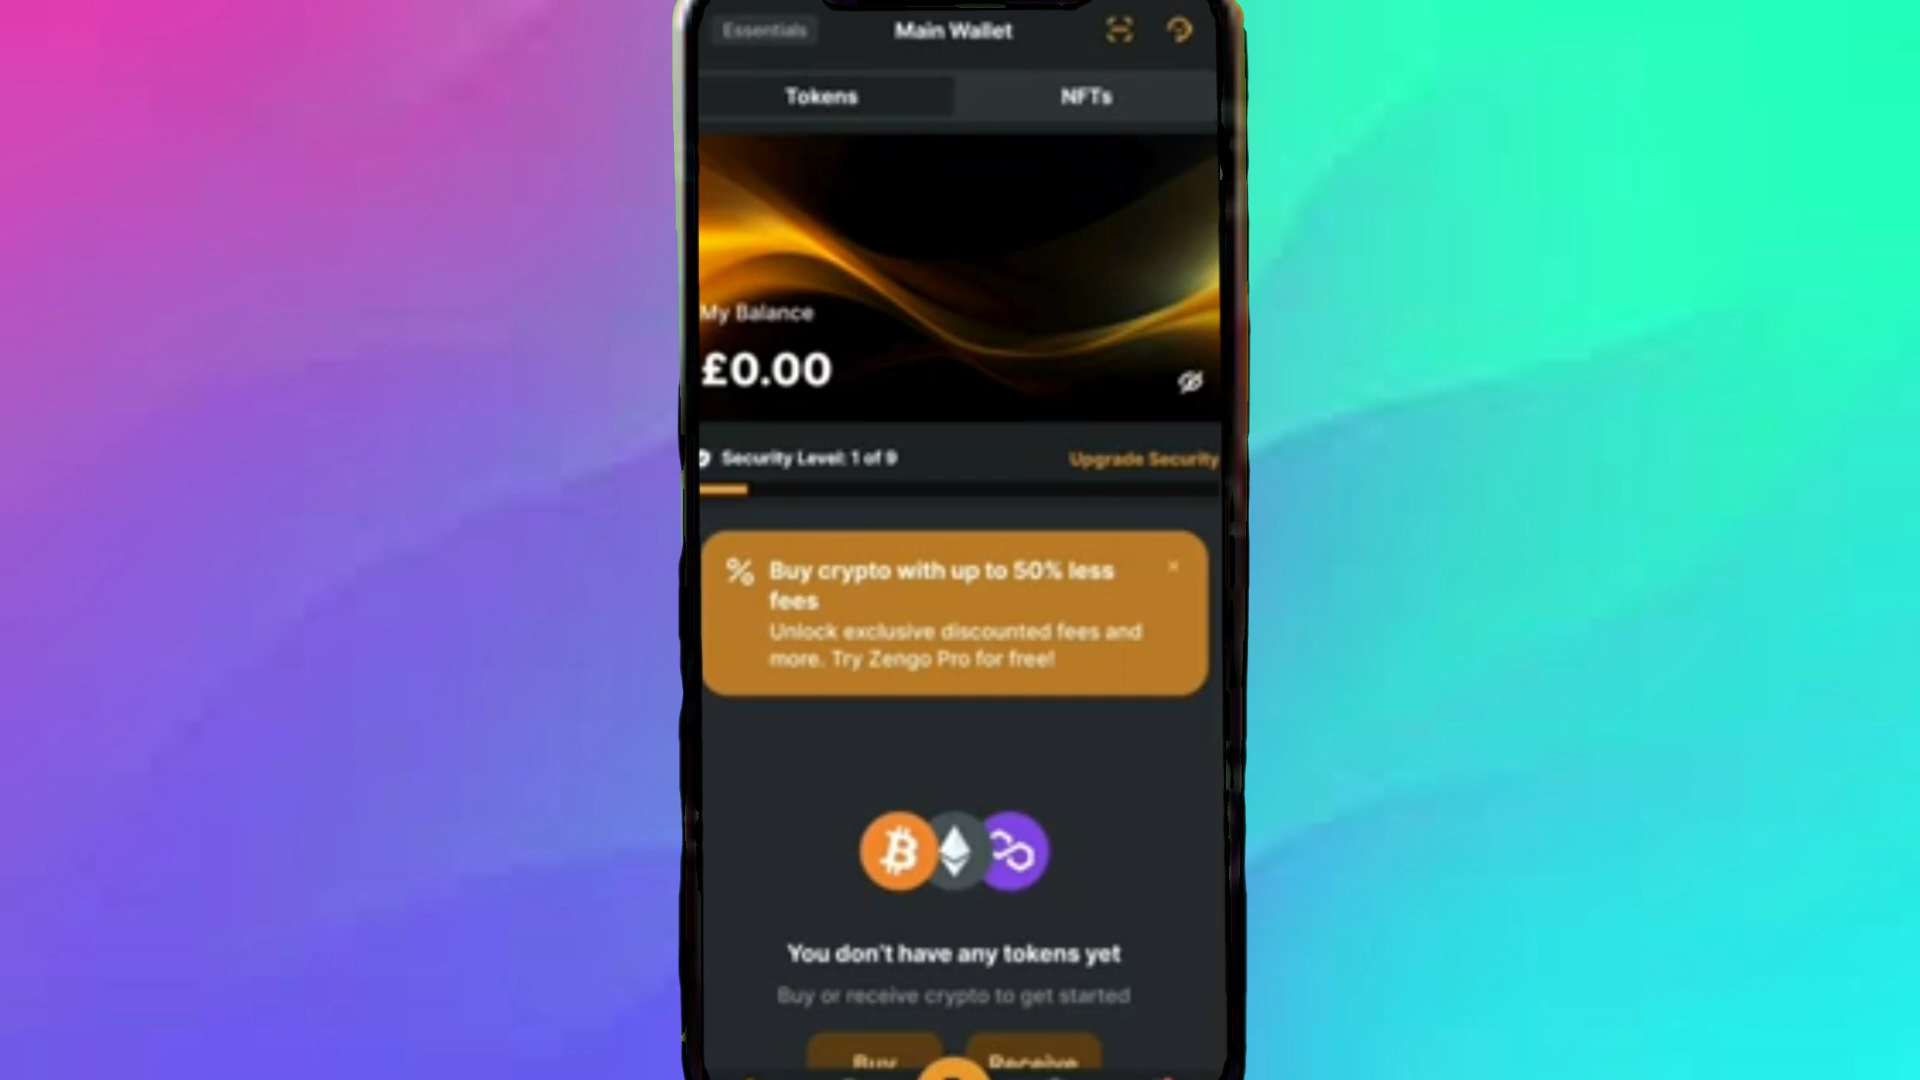 Essentials
Main Wallet
Tokens
NFTs
My Balance
£0.00
Security Level: 1 of 9
Upgrade Security
% Buy crypto with up to 50% less
fees
Unlock exclusive discounted fees and
more. Try Zengo Pro for free!
You don't have any tokens yet
Buy or receive crypto to get started
Buy
Receive